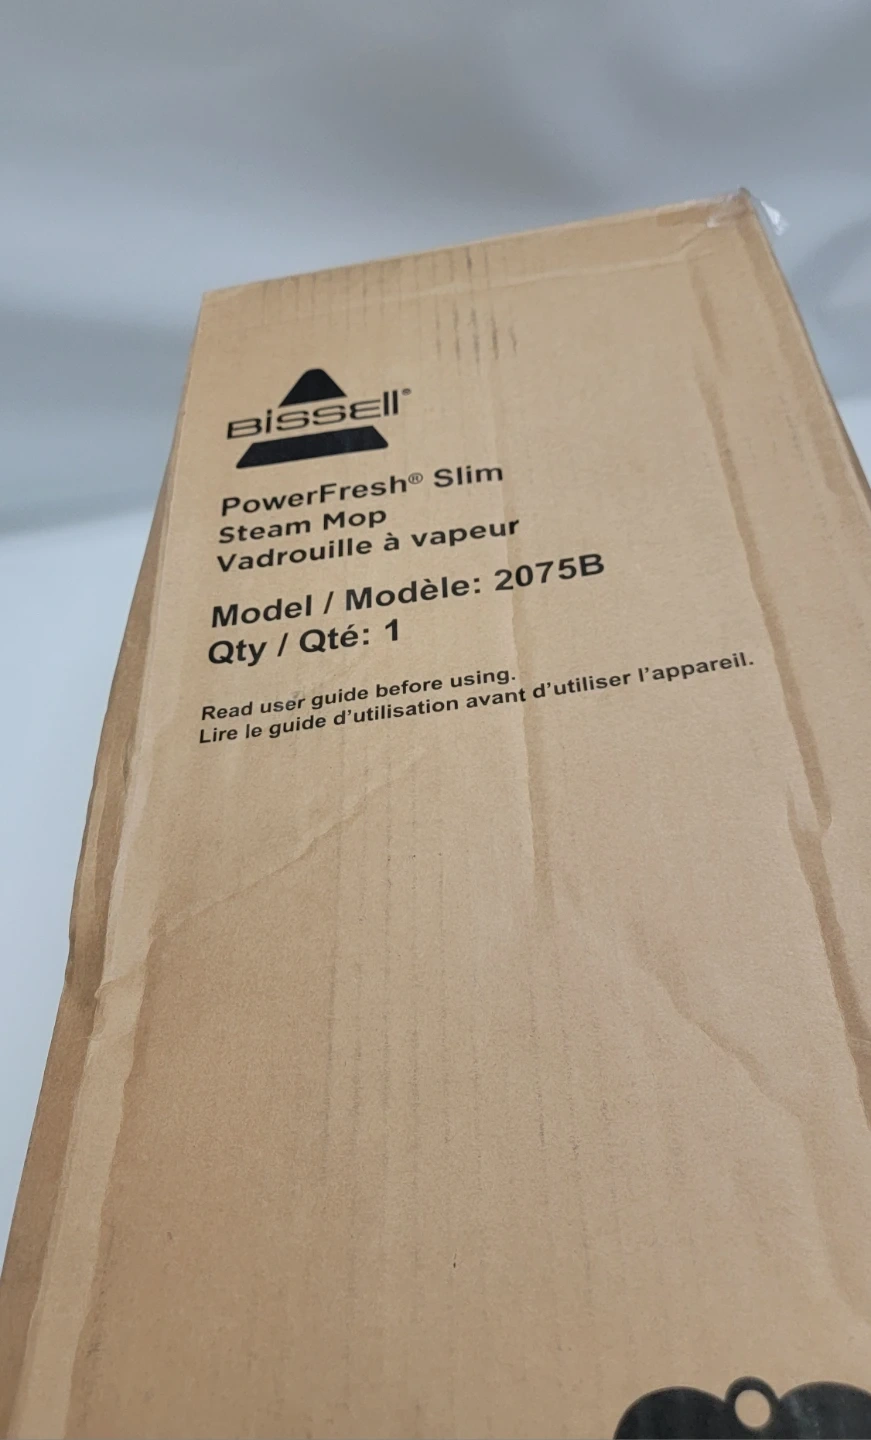 BISSELL®
PowerFresh® Slim
Steam Mop
Vadrouille à vapeur
Model / Modèle: 2075B
Qty / Qté: 1
Read user guide before using.
Lire le guide d'utilisation avant d'utiliser l'appareil.